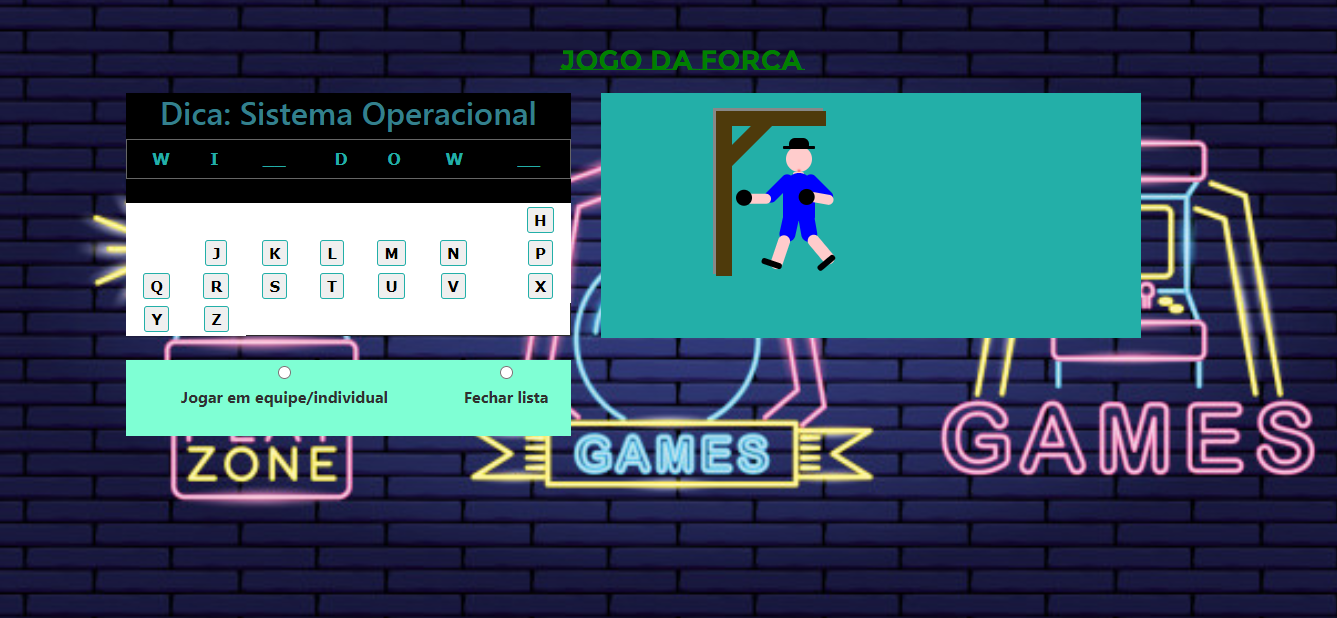 JOGO DA FORCA
Dica: Sistema Operacional
W I __ D O W __
H
J K L M N P
Q R S T U V X
Y Z
Jogar em equipe/individual Fechar lista
ZONE
GAMES
GAMES